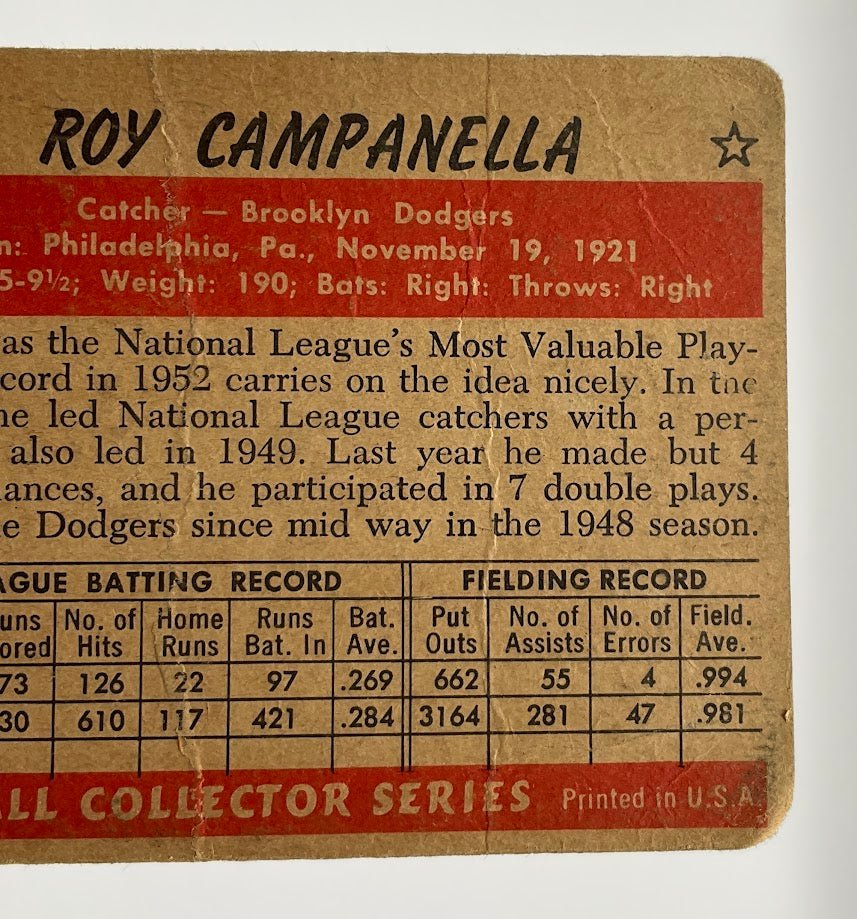 ROY CAMPANELLA
Catcher — Brooklyn Dodgers
n: Philadelphia, Pa., November 19, 1921
5-9½; Weight: 190; Bats: Right: Throws: Right
as the National League's Most Valuable Play-
cord in 1952 carries on the idea nicely. In the
he led National League catchers with a per-
also led in 1949. Last year he made but 4
ances, and he participated in 7 double plays.
e Dodgers since mid way in the 1948 season.
AGUE BATTING RECORD FIELDING RECORD
uns No. of Home Runs Bat. Put No. of No. of Field.
ored Hits Runs Bat. In Ave. Outs Assists Errors Ave.
73 126 22 97 .269 662 55 4 .994
30 610 117 421 .284 3164 281 47 .981
ALL COLLECTOR SERIES Printed in U.S.A.